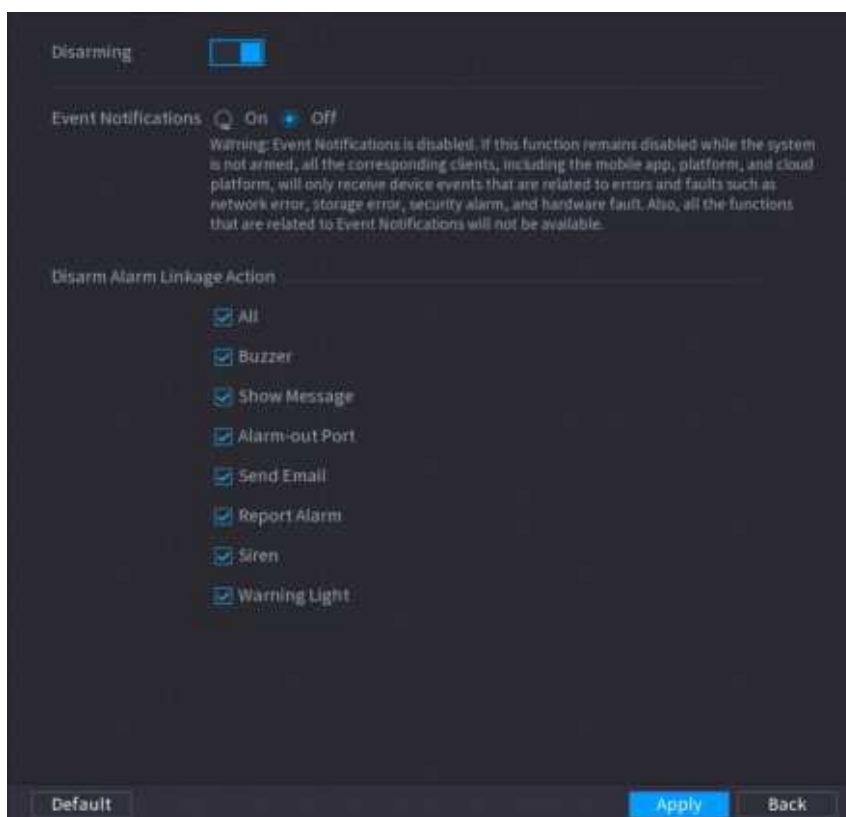 Disarming
Event Notifications On Off
Warning: Event Notifications is disabled. If this function remains disabled while the system
is not armed, all the corresponding clients, including the mobile app, platform, and cloud
platform, will only receive device events that are related to errors and faults such as
network error, storage error, security alarm, and hardware fault. Also, all the functions
that are related to Event Notifications will not be available.
Disarm Alarm Linkage Action
All
Buzzer
Show Message
Alarm-out Port
Send Email
Report Alarm
Siren
Warning Light
Default Apply Back